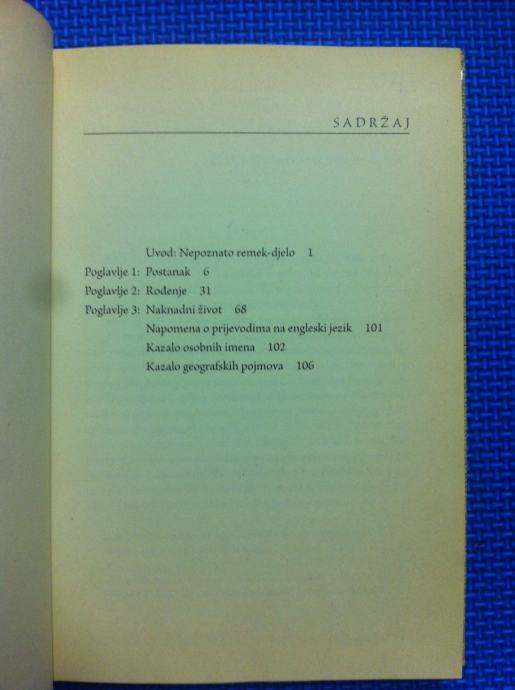 SADRŽAJ
Uvod: Nepoznato remek-djelo 1
Poglavlje 1: Postanak 6
Poglavlje 2: Rođenje 31
Poglavlje 3: Naknadni život 68
Napomena o prijevodima na engleski jezik 101
Kazalo osobnih imena 102
Kazalo geografskih pojmova 106